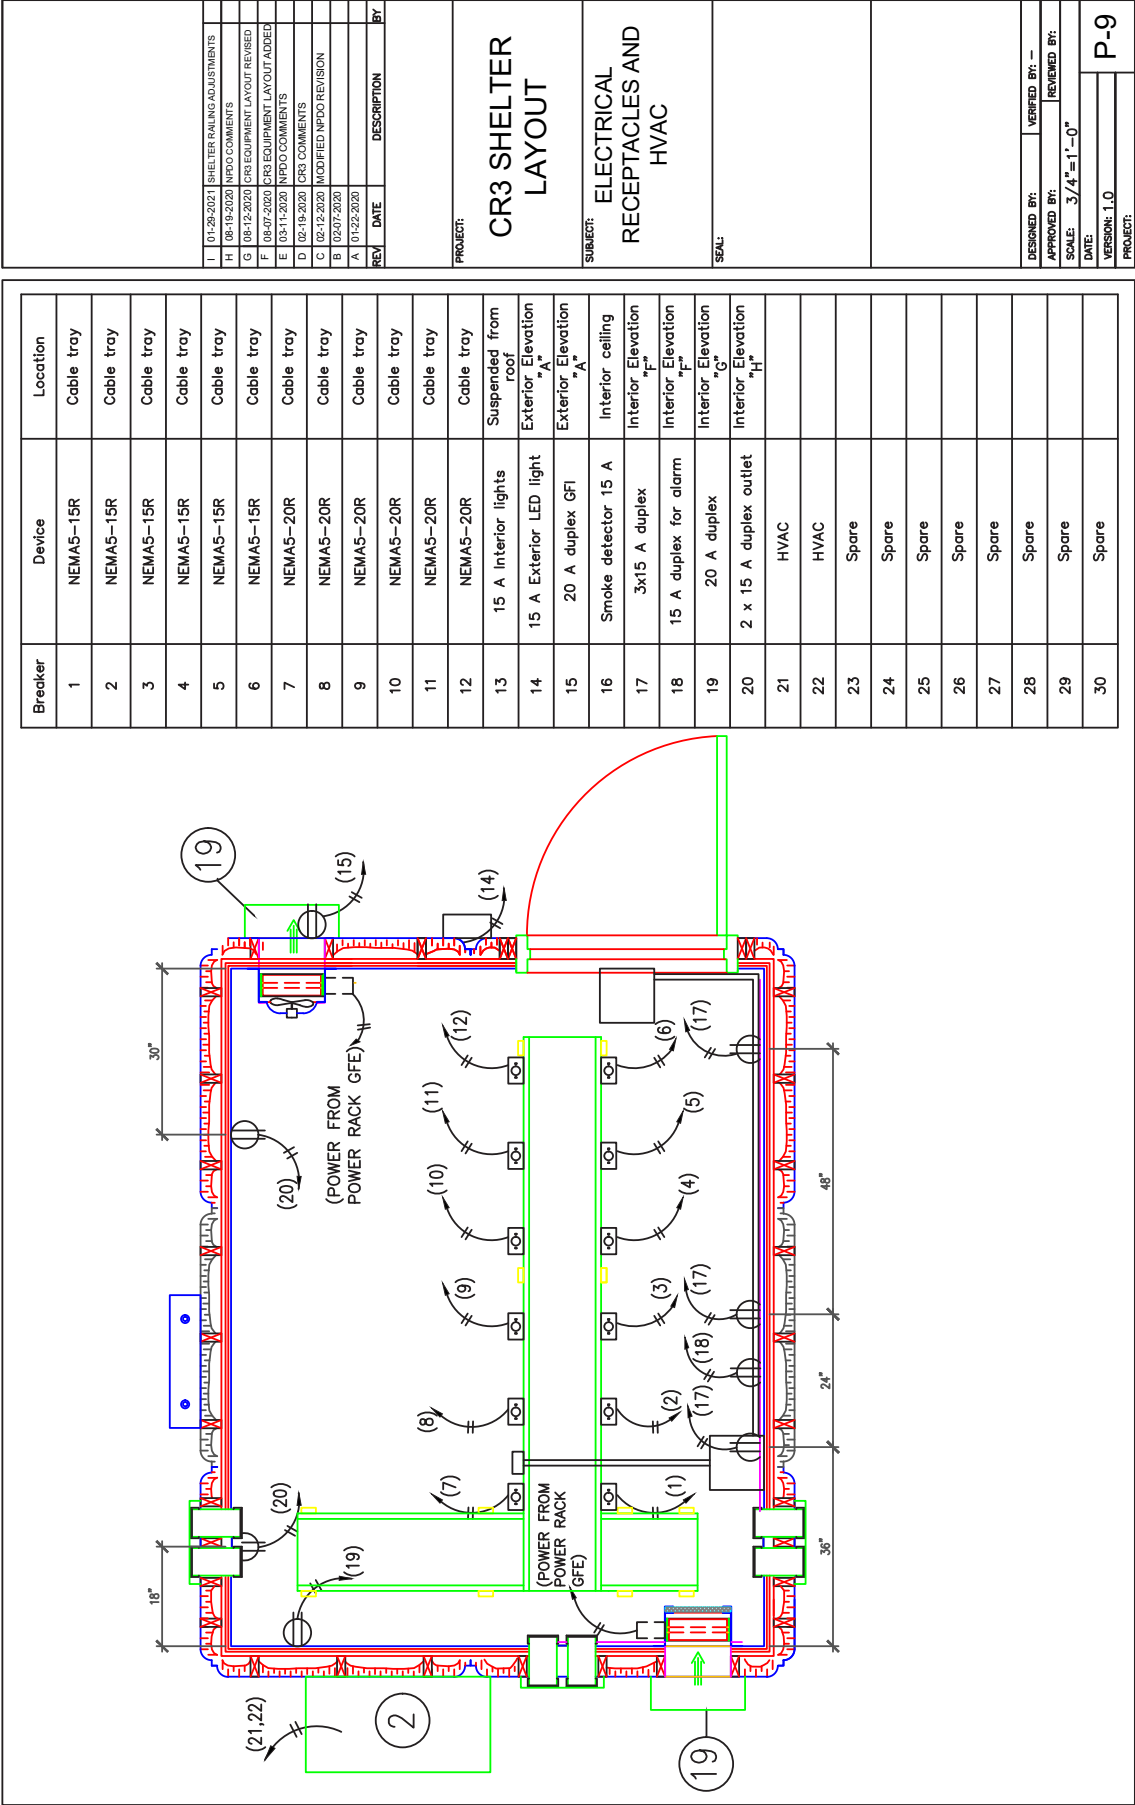 Breaker Device Location
1 NEMA5-15R Cable tray
2 NEMA5-15R Cable tray
3 NEMA5-15R Cable tray
4 NEMA5-15R Cable tray
5 NEMA5-15R Cable tray
6 NEMA5-15R Cable tray
7 NEMA5-20R Cable tray
8 NEMA5-20R Cable tray
9 NEMA5-20R Cable tray
10 NEMA5-20R Cable tray
11 NEMA5-20R Cable tray
12 NEMA5-20R Cable tray
13 15 A Interior lights Suspended from
roof
14 15 A Exterior LED light Exterior Elevation
"A"
15 20 A duplex GFI Exterior Elevation
"A"
16 Smoke detector 15 A Interior ceiling
17 3x15 A duplex Interior Elevation
"F"
18 15 A duplex for alarm Interior Elevation
"F"
19 20 A duplex Interior Elevation
"G"
20 2 x 15 A duplex outlet Interior Elevation
"H"
21 HVAC
22 HVAC
23 Spare
24 Spare
25 Spare
26 Spare
27 Spare
28 Spare
29 Spare
30 Spare
18"
30"
(20)
(20)
19
(15)
(14)
(19)
(POWER FROM
POWER RACK GFE)
(21,22)
2
(7)
(8)
(9)
(10)
(11)
(12)
(POWER FROM
POWER RACK
GFE)
(1)
(2)
(3)
(4)
(5)
(6)
(17)
(18)
(17)
(17)
19
36"
24"
48"
I 01-29-2021 SHELTER RAILING ADJUSTMENTS
H 08-19-2020 NPDO COMMENTS
G 08-12-2020 CR3 EQUIPMENT LAYOUT REVISED
F 08-07-2020 CR3 EQUIPMENT LAYOUT ADDED
E 03-11-2020 NPDO COMMENTS
D 02-19-2020 CR3 COMMENTS
C 02-12-2020 MODIFIED NPDO REVISION
B 02-07-2020
A 01-22-2020
REV DATE DESCRIPTION BY
PROJECT:
CR3 SHELTER
LAYOUT
SUBJECT:
ELECTRICAL
RECEPTACLES AND
HVAC
SEAL:
DESIGNED BY: VERIFIED BY: –
APPROVED BY: REVIEWED BY:
SCALE: 3/4"=1'-0"
DATE:
VERSION: 1.0
PROJECT:
P-9